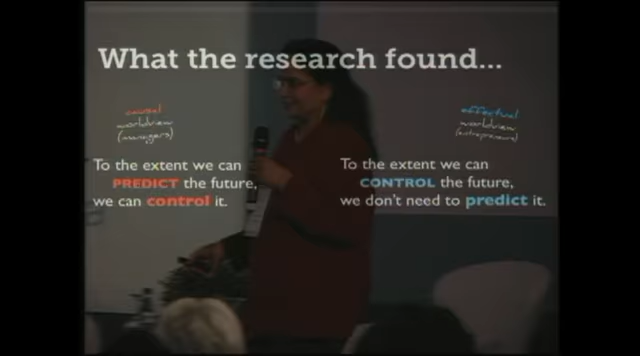 What the research found...
causal
worldview
(managers)
To the extent we can
PREDICT the future,
we can control it.
effectual
worldview
(entrepreneurs)
To the extent we can
CONTROL the future,
we don't need to predict it.